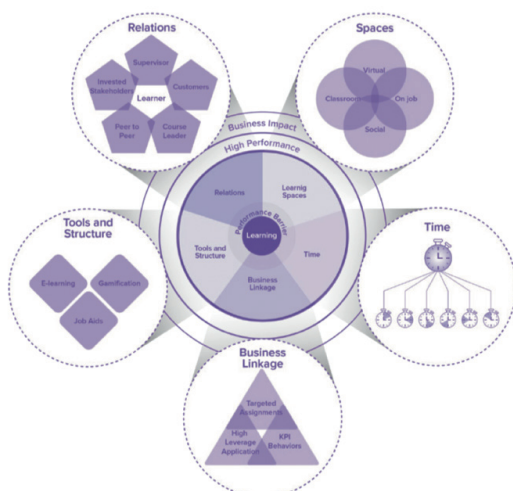 Relations
Supervisor
Invested
Stakeholders
Customers
Learner
Peer to
Peer
Course
Leader
Spaces
Virtual
Classroom
On job
Social
Business Impact
High Performance
Relations
Learnig
Spaces
Performance Barrier
Learning
Tools and
Structure
Time
Business
Linkage
Tools and
Structure
E-learning
Gamification
Job Aids
Time
Business
Linkage
Targeted
Assignments
High
Leverage
Application
KPI
Behaviors